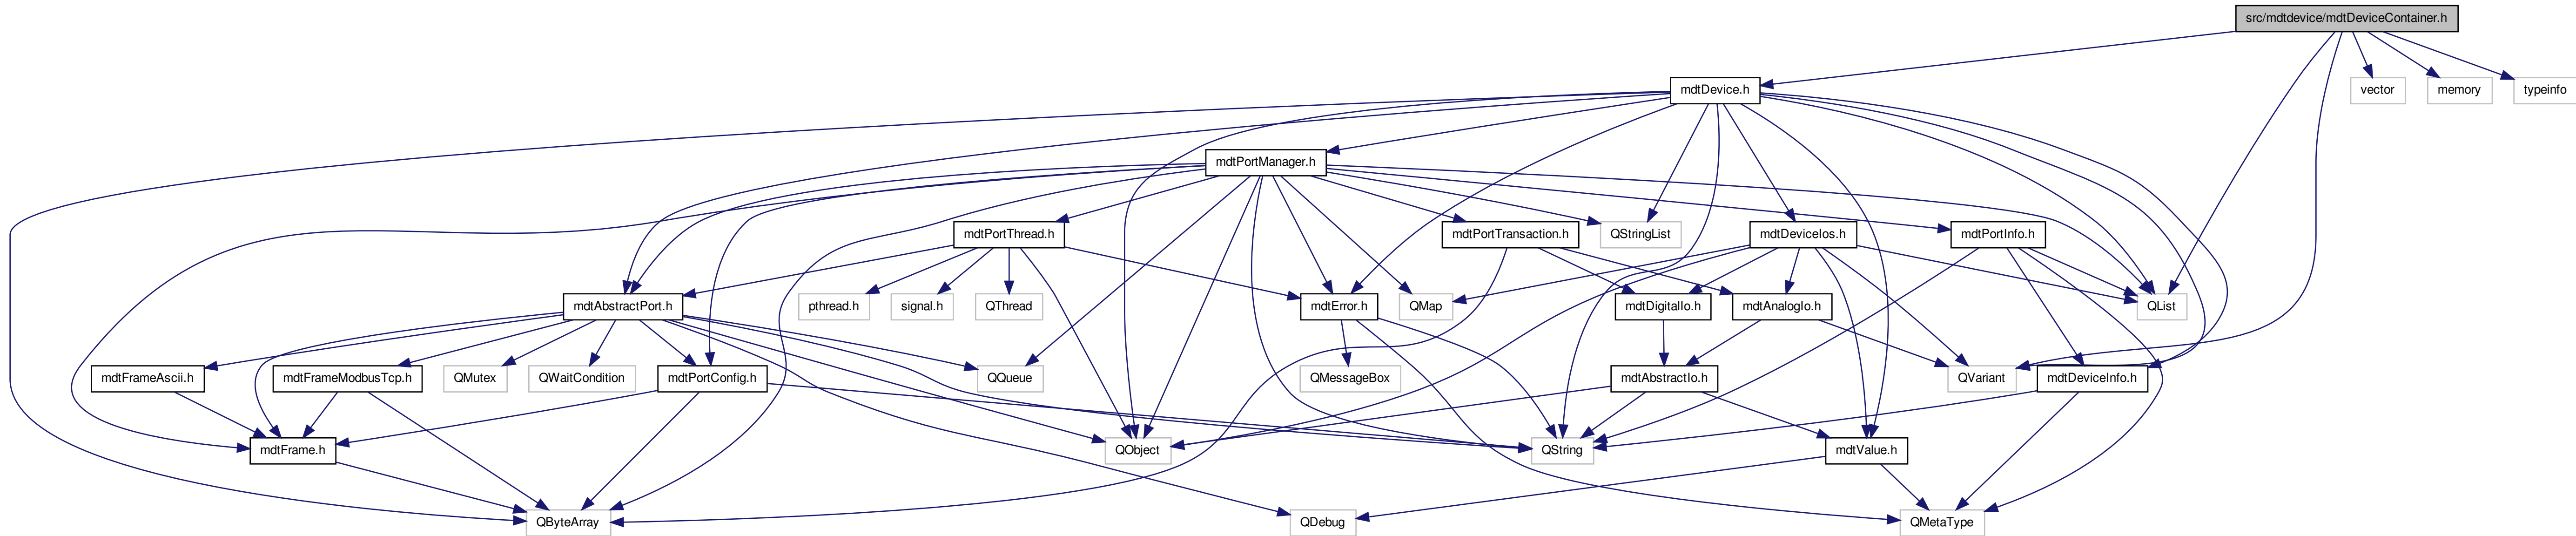 src/mdtdevice/mdtDeviceContainer.h
mdtDevice.h
vector
memory
typeinfo
mdtPortManager.h
mdtPortThread.h
mdtPortTransaction.h
QStringList
mdtDeviceIos.h
mdtPortInfo.h
mdtAbstractPort.h
pthread.h
signal.h
QThread
mdtError.h
QMap
mdtDigitalIo.h
mdtAnalogIo.h
QList
mdtFrameAscii.h
mdtFrameModbusTcp.h
QMutex
QWaitCondition
mdtPortConfig.h
QQueue
QMessageBox
mdtAbstractIo.h
QVariant
mdtDeviceInfo.h
mdtFrame.h
QObject
QString
mdtValue.h
QByteArray
QDebug
QMetaType